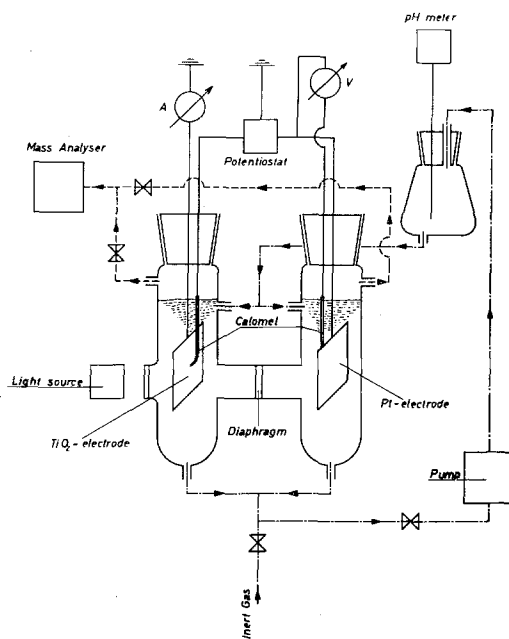 pH meter
A
V
Potentiostat
Mass Analyser
Calomel
Light source
TiO₂-electrode
Diaphragm
Pt-electrode
Pump
Inert Gas